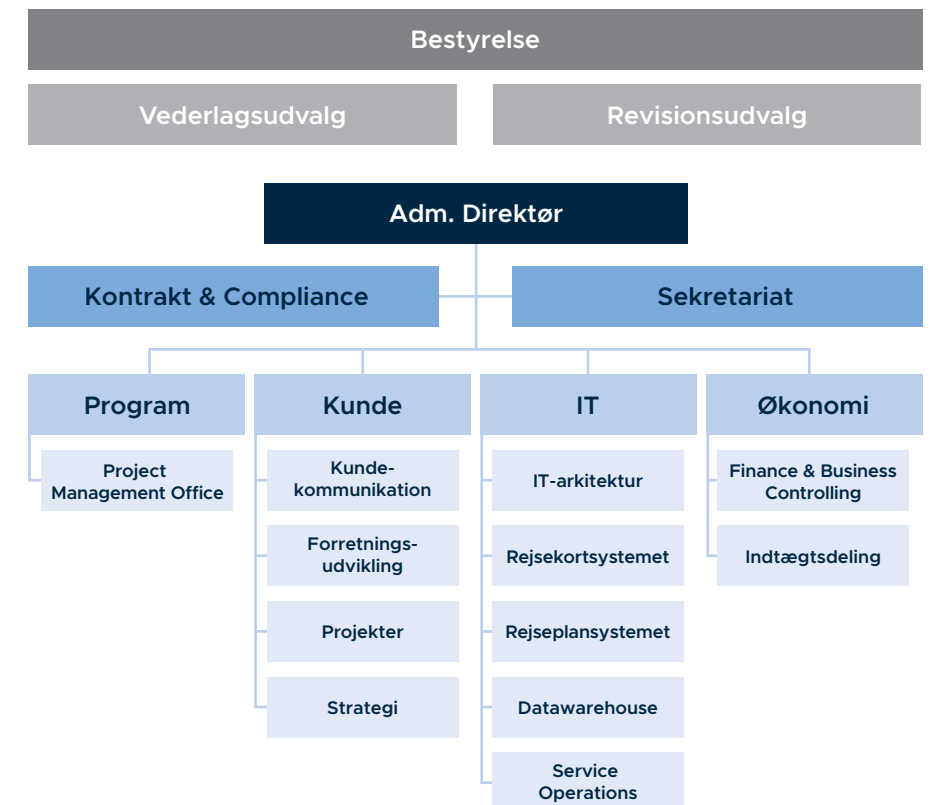 Bestyrelse
Vederlagsudvalg
Revisionsudvalg
Adm. Direktør
Kontrakt & Compliance
Sekretariat
Program
Project
Management Office
Kunde
Kunde-
kommunikation
Forretnings-
udvikling
Projekter
Strategi
IT
IT-arkitektur
Rejsekortsystemet
Rejseplansystemet
Datawarehouse
Service
Operations
Økonomi
Finance & Business
Controlling
Indtægtsdeling